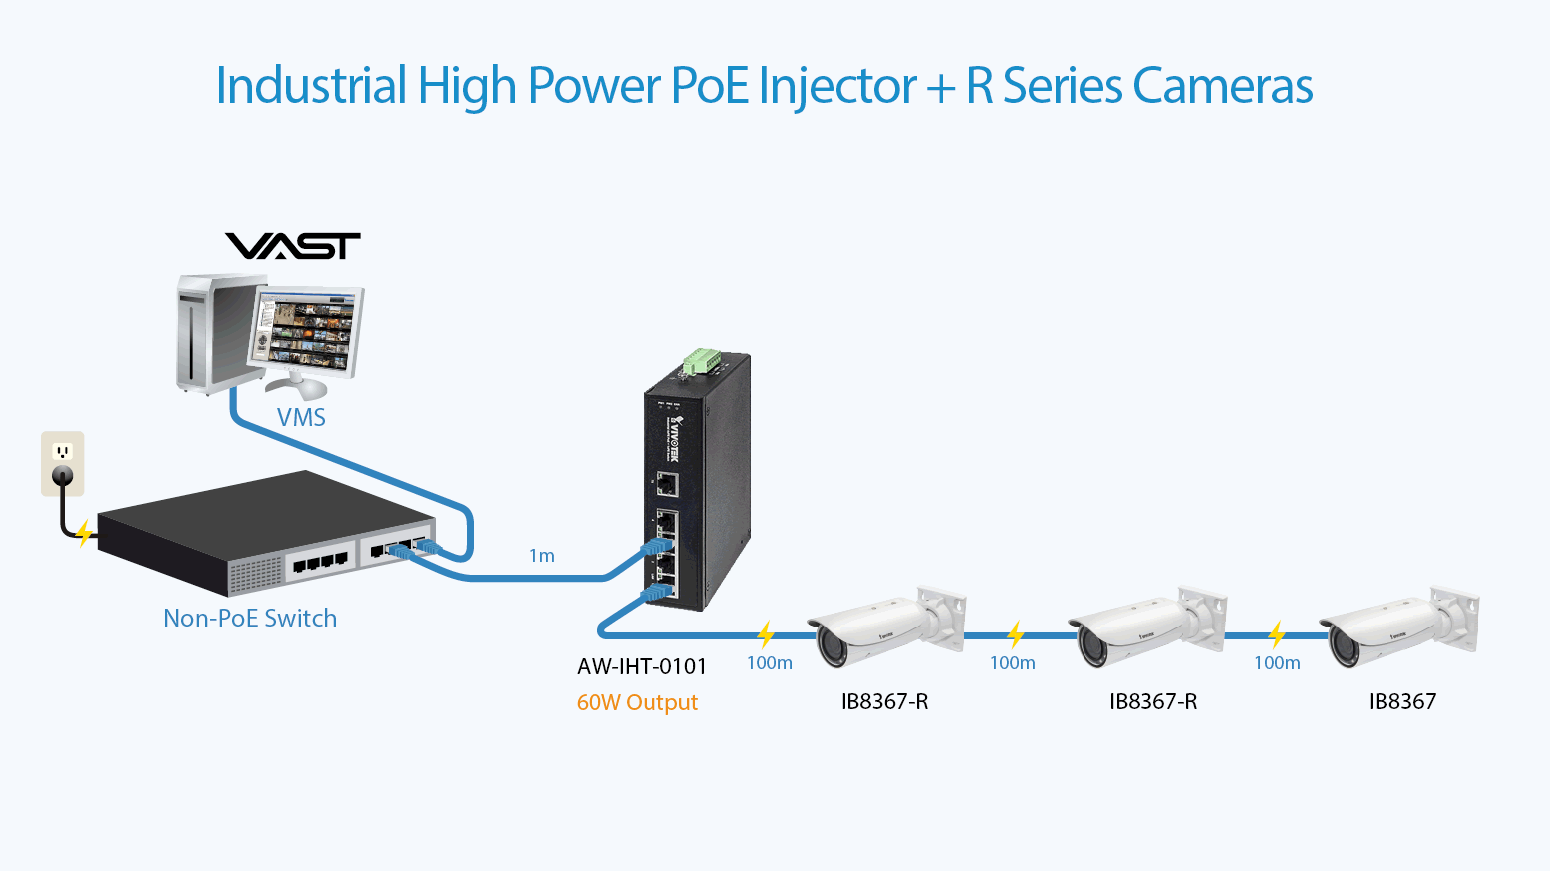 Industrial High Power PoE Injector + R Series Cameras
VAST
VMS
Non-PoE Switch
1m
VIVOTEK
AW-IHT-0101
60W Output
100m
100m
100m
IB8367-R
IB8367-R
IB8367